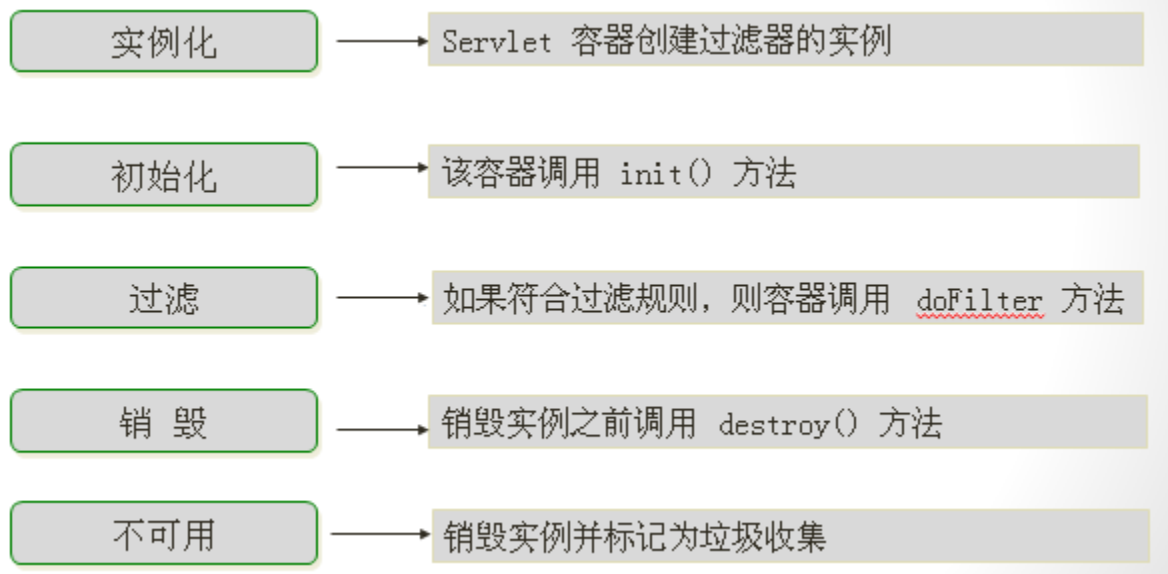 实例化
Servlet 容器创建过滤器的实例
初始化
该容器调用 init() 方法
过滤
如果符合过滤规则，则容器调用 doFilter 方法
销 毁
销毁实例之前调用 destroy() 方法
不可用
销毁实例并标记为垃圾收集